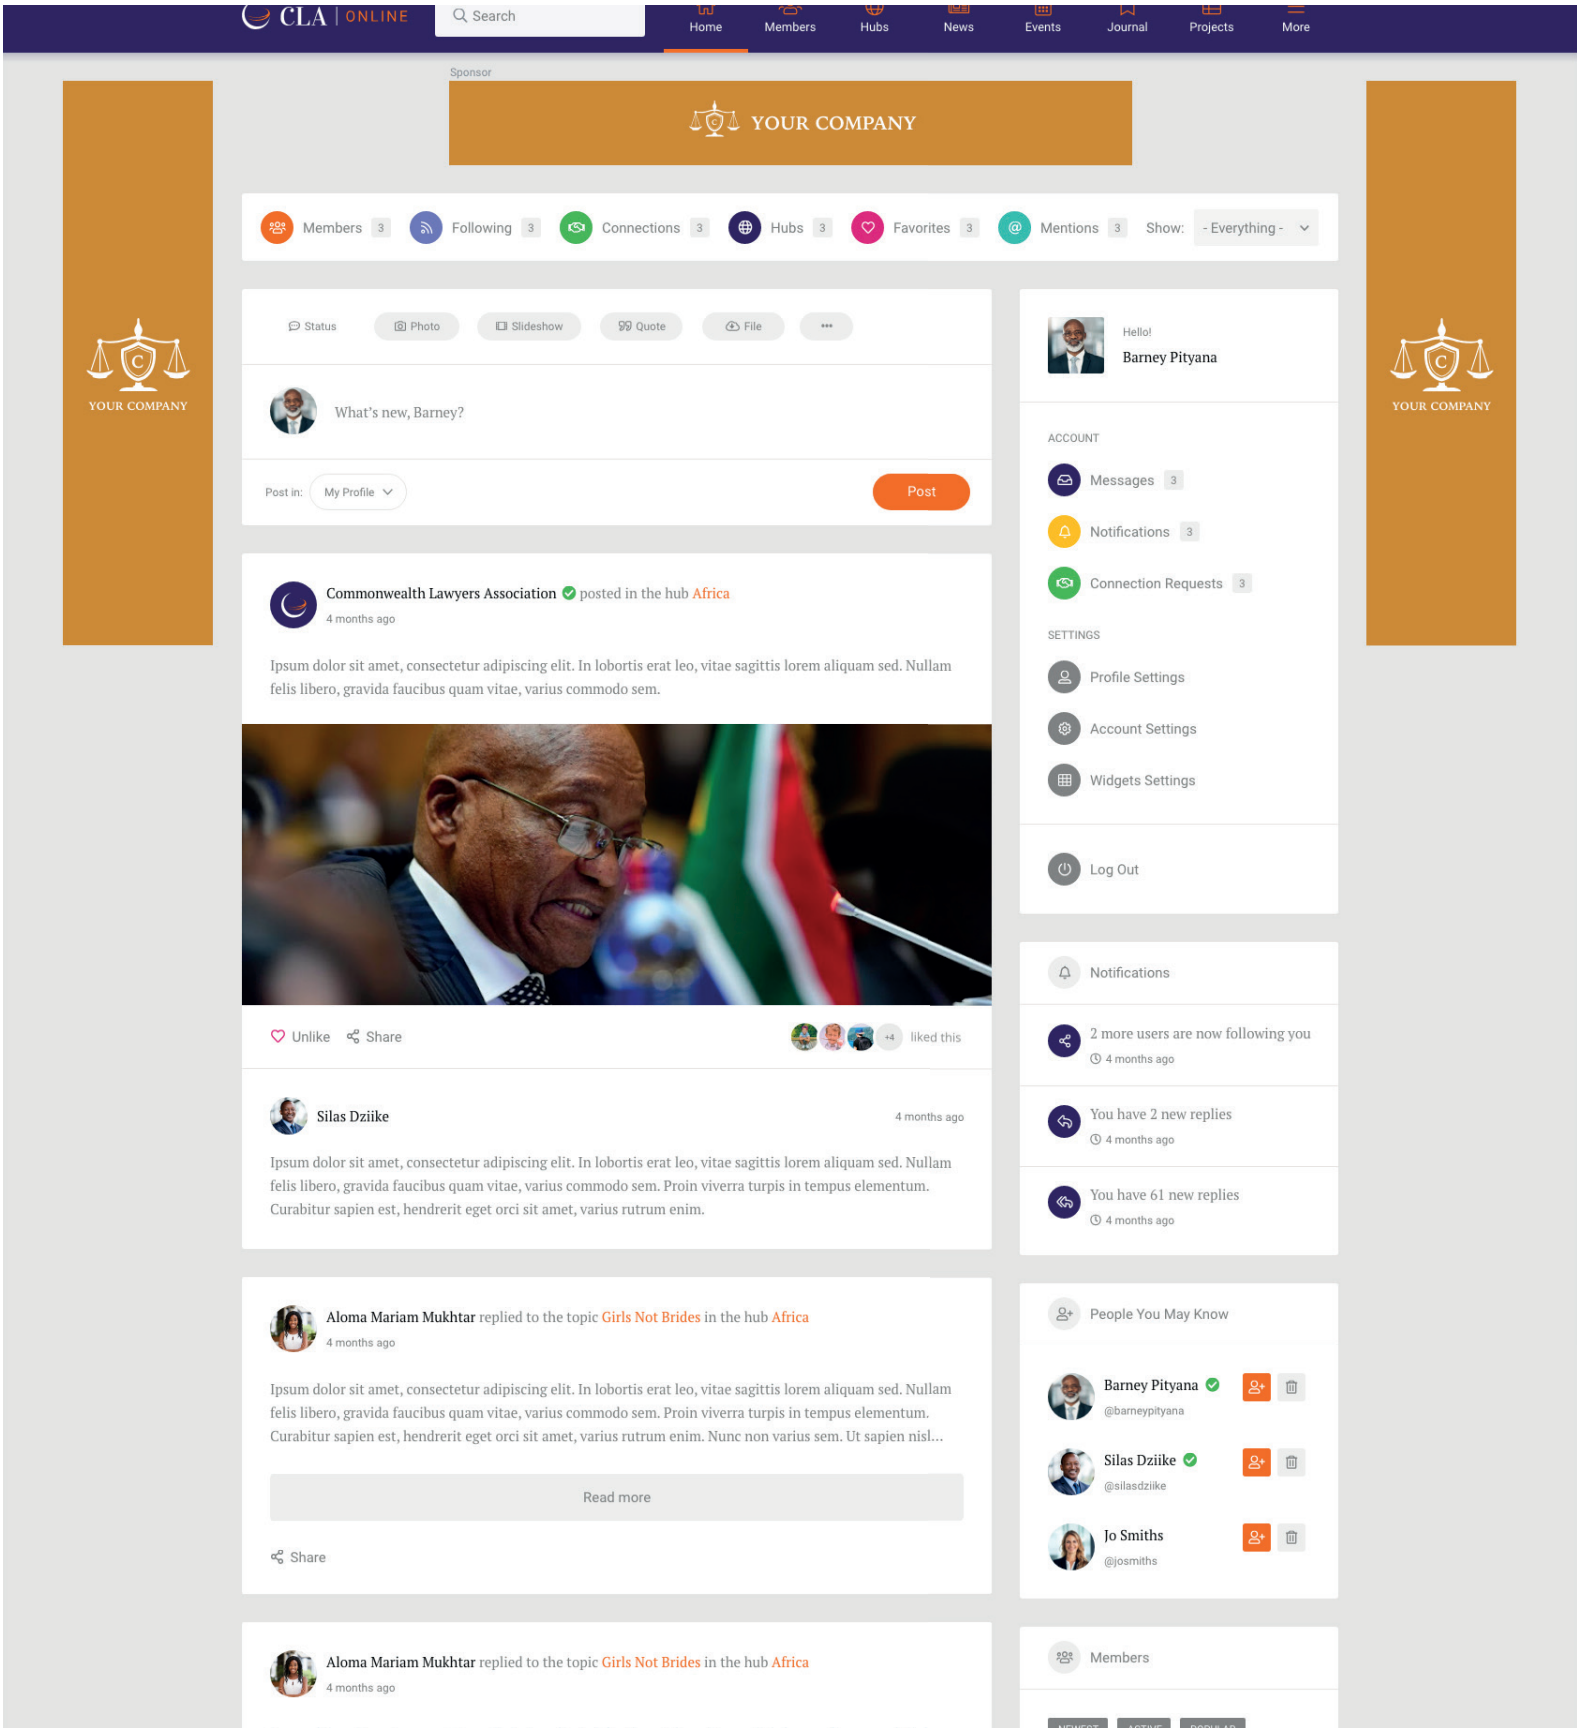 CLA | ONLINE
Search
Home
Members
Hubs
News
Events
Journal
Projects
More
Sponsor
C YOUR COMPANY
C
YOUR COMPANY
C
YOUR COMPANY
Members 3 Following 3 Connections 3 Hubs 3 Favorites 3 @ Mentions 3 Show: - Everything -
Status Photo Slideshow Quote File •••
What's new, Barney?
Post in: My Profile Post
Commonwealth Lawyers Association posted in the hub Africa
4 months ago
Ipsum dolor sit amet, consectetur adipiscing elit. In lobortis erat leo, vitae sagittis lorem aliquam sed. Nullam
felis libero, gravida faucibus quam vitae, varius commodo sem.
Unlike Share +4 liked this
Silas Dziike 4 months ago
Ipsum dolor sit amet, consectetur adipiscing elit. In lobortis erat leo, vitae sagittis lorem aliquam sed. Nullam
felis libero, gravida faucibus quam vitae, varius commodo sem. Proin viverra turpis in tempus elementum.
Curabitur sapien est, hendrerit eget orci sit amet, varius rutrum enim.
Aloma Mariam Mukhtar replied to the topic Girls Not Brides in the hub Africa
4 months ago
Ipsum dolor sit amet, consectetur adipiscing elit. In lobortis erat leo, vitae sagittis lorem aliquam sed. Nullam
felis libero, gravida faucibus quam vitae, varius commodo sem. Proin viverra turpis in tempus elementum.
Curabitur sapien est, hendrerit eget orci sit amet, varius rutrum enim. Nunc non varius sem. Ut sapien nisl...
Read more
Share
Aloma Mariam Mukhtar replied to the topic Girls Not Brides in the hub Africa
4 months ago
Hello!
Barney Pityana
ACCOUNT
Messages 3
Notifications 3
Connection Requests 3
SETTINGS
Profile Settings
Account Settings
Widgets Settings
Log Out
Notifications
2 more users are now following you
4 months ago
You have 2 new replies
4 months ago
You have 61 new replies
4 months ago
People You May Know
Barney Pityana
@barneypityana
Silas Dziike
@silasdziike
Jo Smiths
@josmiths
Members
NEWEST ACTIVE POPULAR